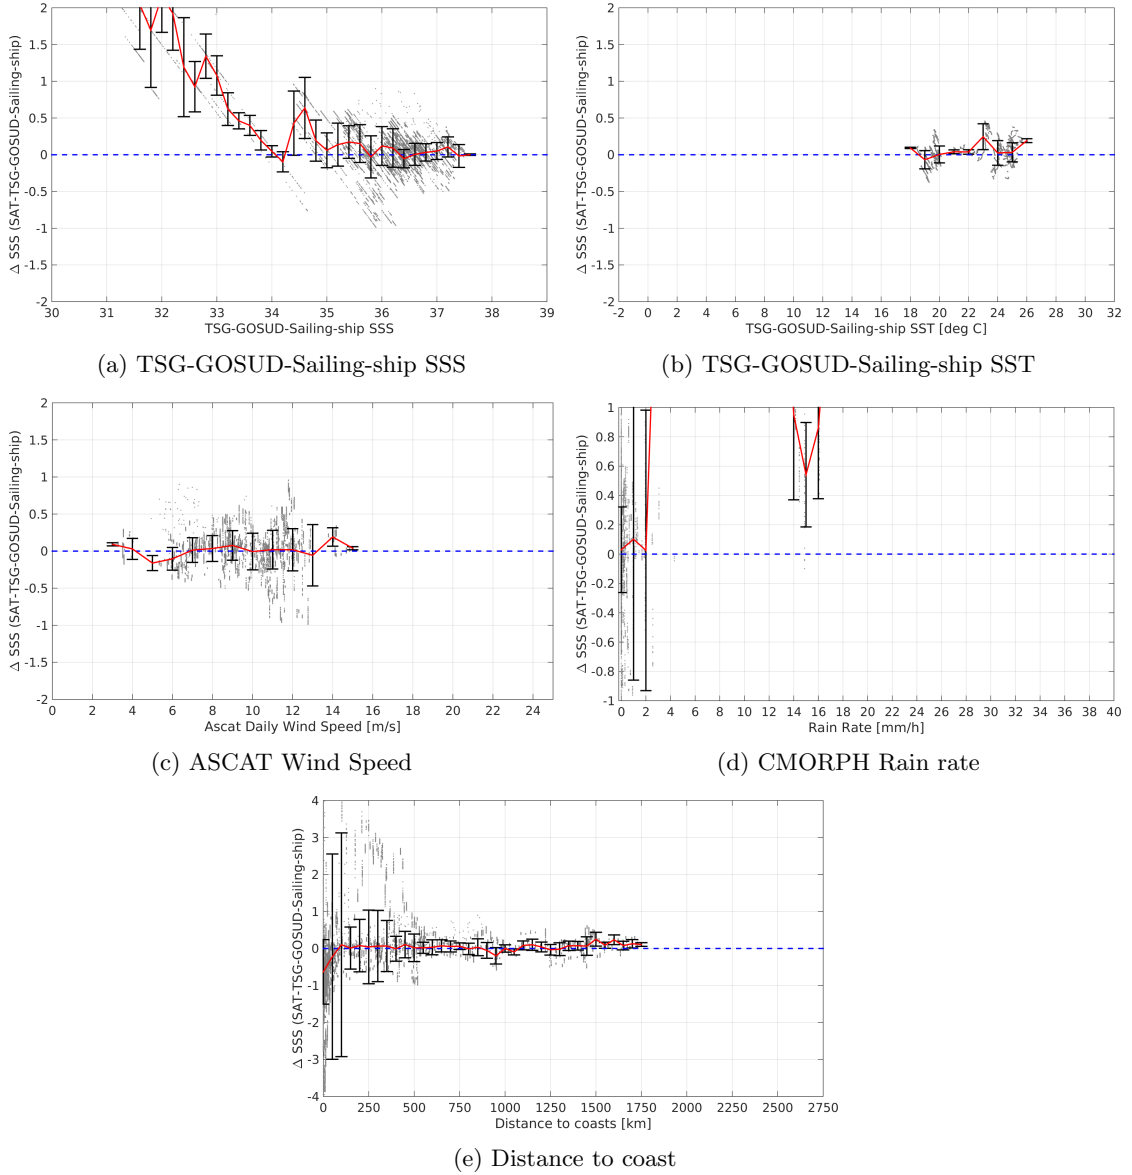 2
1.5
1
0.5
0
-0.5
-1
-1.5
-2
Δ SSS (SAT-TSG-GOSUD-Sailing-ship)
30 31 32 33 34 35 36 37 38 39
TSG-GOSUD-Sailing-ship SSS
(a) TSG-GOSUD-Sailing-ship SSS
2
1.5
1
0.5
0
-0.5
-1
-1.5
-2
Δ SSS (SAT-TSG-GOSUD-Sailing-ship)
-2 0 2 4 6 8 10 12 14 16 18 20 22 24 26 28 30 32
TSG-GOSUD-Sailing-ship SST [deg C]
(b) TSG-GOSUD-Sailing-ship SST
2
1.5
1
0.5
0
-0.5
-1
-1.5
-2
Δ SSS (SAT-TSG-GOSUD-Sailing-ship)
0 2 4 6 8 10 12 14 16 18 20 22 24
Ascat Daily Wind Speed [m/s]
(c) ASCAT Wind Speed
1
0.8
0.6
0.4
0.2
0
-0.2
-0.4
-0.6
-0.8
-1
Δ SSS (SAT-TSG-GOSUD-Sailing-ship)
0 2 4 6 8 10 12 14 16 18 20 22 24 26 28 30 32 34 36 38 40
Rain Rate [mm/h]
(d) CMORPH Rain rate
4
3
2
1
0
-1
-2
-3
-4
Δ SSS (SAT-TSG-GOSUD-Sailing-ship)
0 250 500 750 1000 1250 1500 1750 2000 2250 2500 2750
Distance to coasts [km]
(e) Distance to coast